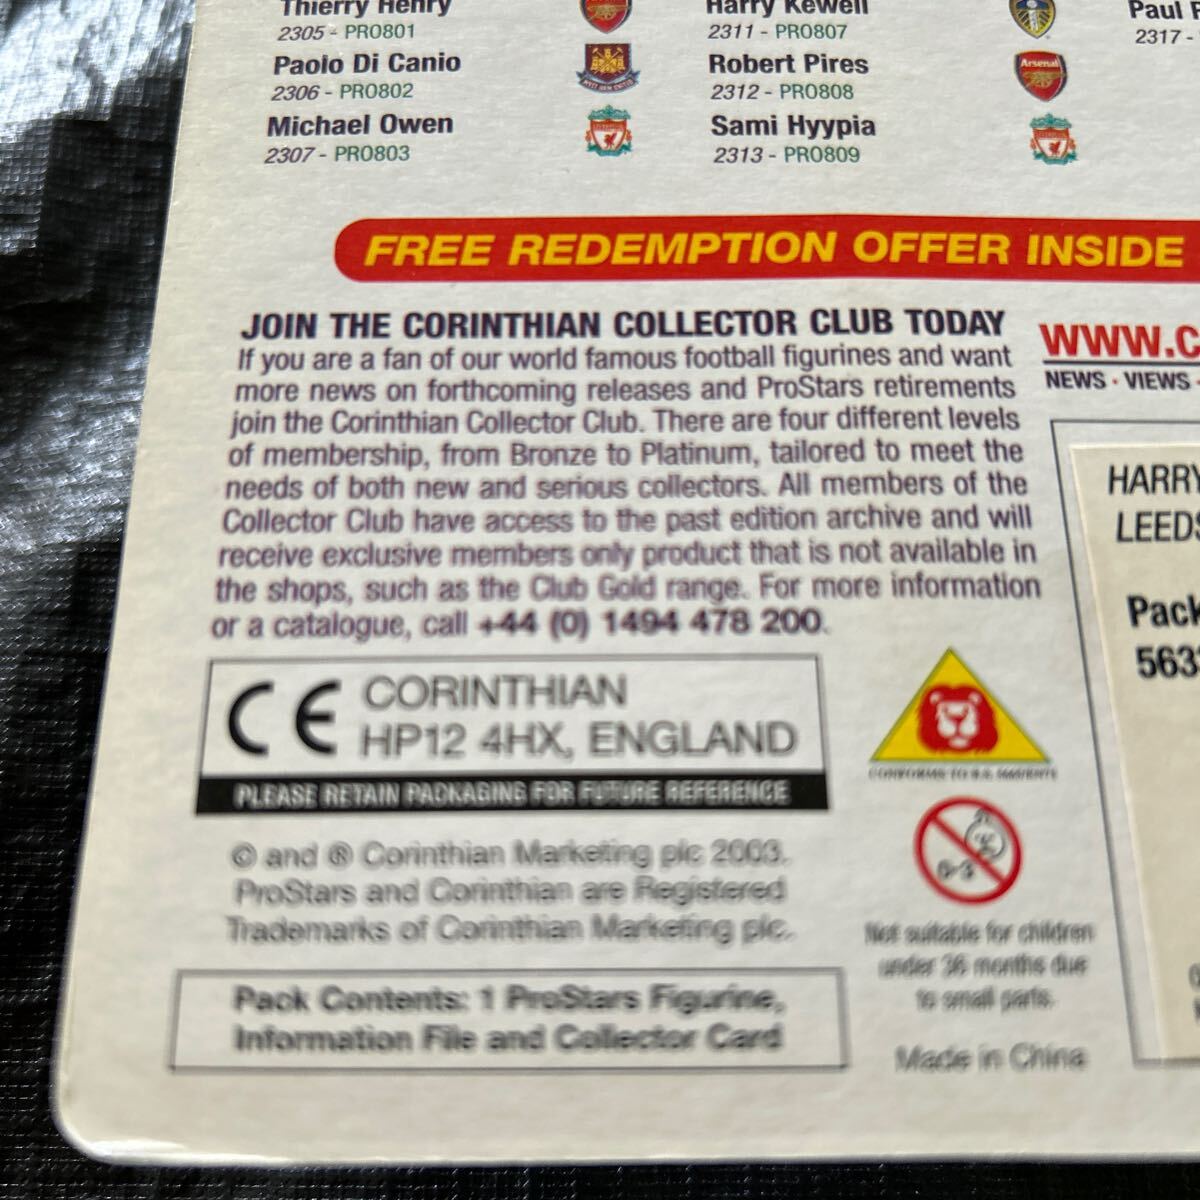 Thierry Henry
2305 - PRO801
Paolo Di Canio
2306 - PRO802
Michael Owen
2307 - PRO803
Harry Kewell
2311 - PRO807
Arsenal
Robert Pires
2312 - PRO808
Sami Hyypia
2313 - PRO809
Paul
2317 -
FREE REDEMPTION OFFER INSIDE
JOIN THE CORINTHIAN COLLECTOR CLUB TODAY
If you are a fan of our world famous football figurines and want
more news on forthcoming releases and ProStars retirements
join the Corinthian Collector Club. There are four different levels
of membership, from Bronze to Platinum, tailored to meet the
needs of both new and serious collectors. All members of the
Collector Club have access to the past edition archive and will
receive exclusive members only product that is not available in
the shops, such as the Club Gold range. For more information
or a catalogue, call +44 (0) 1494 478 200.
WWW.C
NEWS · VIEWS
HARRY
LEEDS
Pack
563
CE
CORINTHIAN
HP12 4HX, ENGLAND
PLEASE RETAIN PACKAGING FOR FUTURE REFERENCE
© and ® Corinthian Marketing plc 2003.
ProStars and Corinthian are Registered
Trademarks of Corinthian Marketing plc.
Pack Contents: 1 ProStars Figurine,
Information File and Collector Card
CONFORMS TO B.S.
0-3
Not suitable for children
under 36 months due
to small parts.
Made in China